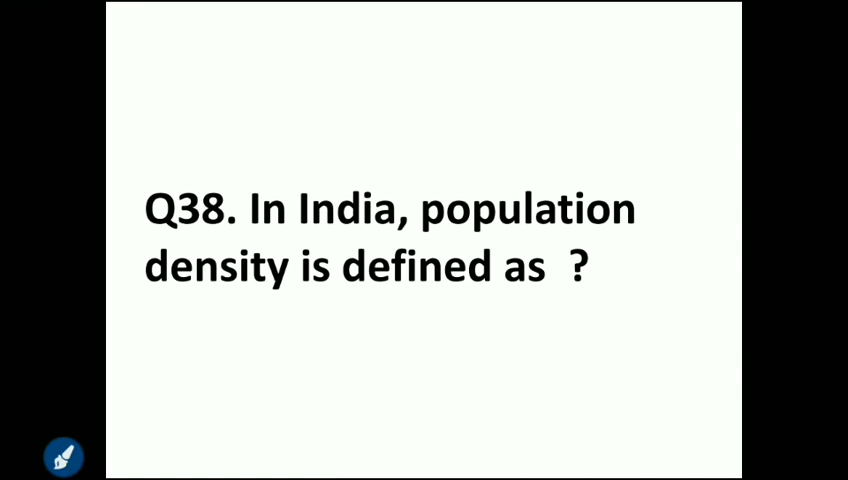 Q38. In India, population
density is defined as  ?